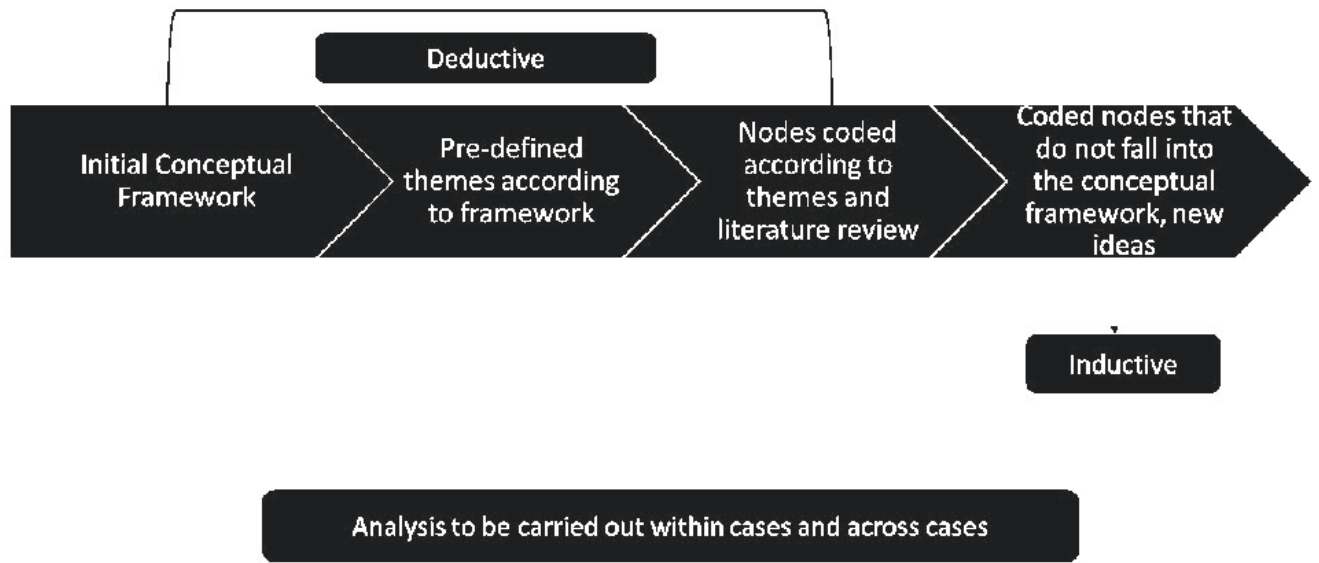 Deductive
Initial Conceptual
Framework
Pre-defined
themes according
to framework
Nodes coded
according to
themes and
literature review
Coded nodes that
do not fall into
the conceptual
framework, new
ideas
Inductive
Analysis to be carried out within cases and across cases